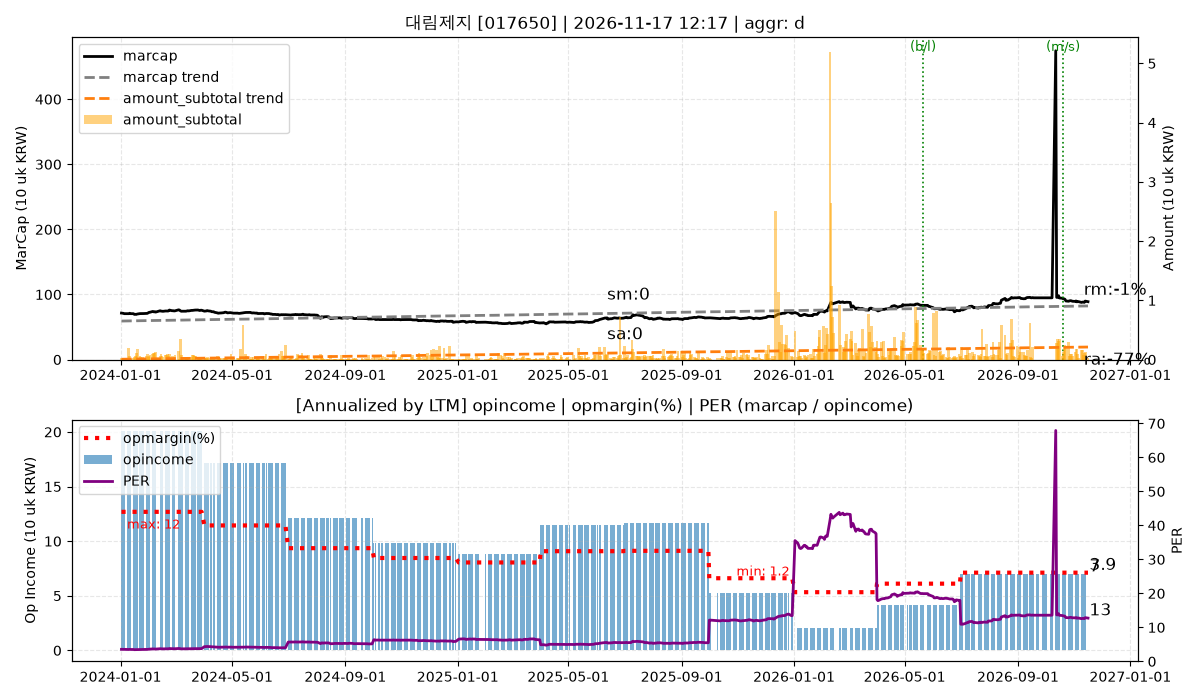 대림제지 [017650] | 2026-11-17 12:17 | aggr: d
(b/l)
(m/s)
marcap
marcap trend
amount_subtotal trend
amount_subtotal
MarCap (10 uk KRW)
Amount (10 uk KRW)
400
300
200
100
0
5
4
3
2
1
0
sm:0
sa:0
rm:-1%
ra:-77%
2024-01-01 2024-05-01 2024-09-01 2025-01-01 2025-05-01 2025-09-01 2026-01-01 2026-05-01 2026-09-01 2027-01-01
[Annualized by LTM] opincome | opmargin(%) | PER (marcap / opincome)
opmargin(%)
opincome
PER
Op Income (10 uk KRW)
PER
20
15
10
5
0
70
60
50
40
30
20
10
0
max: 12
min: 1.2
3.9
13
2024-01-01 2024-05-01 2024-09-01 2025-01-01 2025-05-01 2025-09-01 2026-01-01 2026-05-01 2026-09-01 2027-01-01